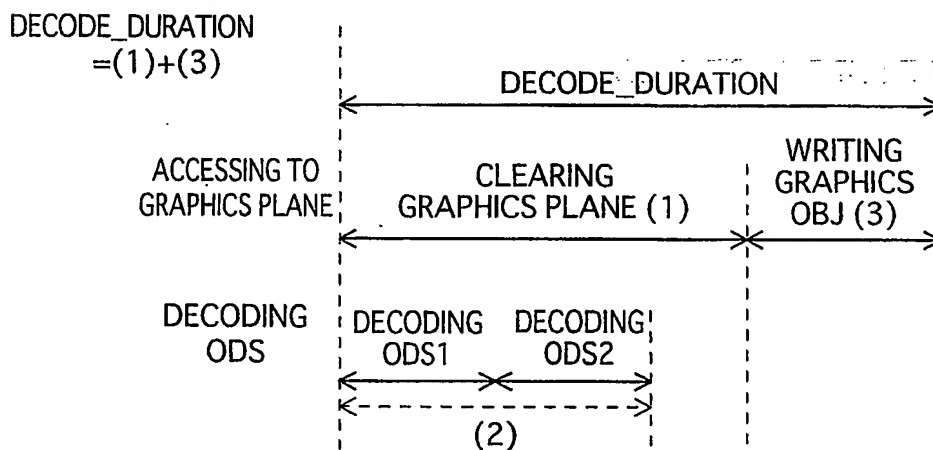 DECODE_DURATION
=(1)+(3)
DECODE_DURATION
ACCESSING TO
GRAPHICS PLANE
CLEARING
GRAPHICS PLANE (1)
WRITING
GRAPHICS
OBJ (3)
DECODING
ODS
DECODING
ODS1
DECODING
ODS2
(2)